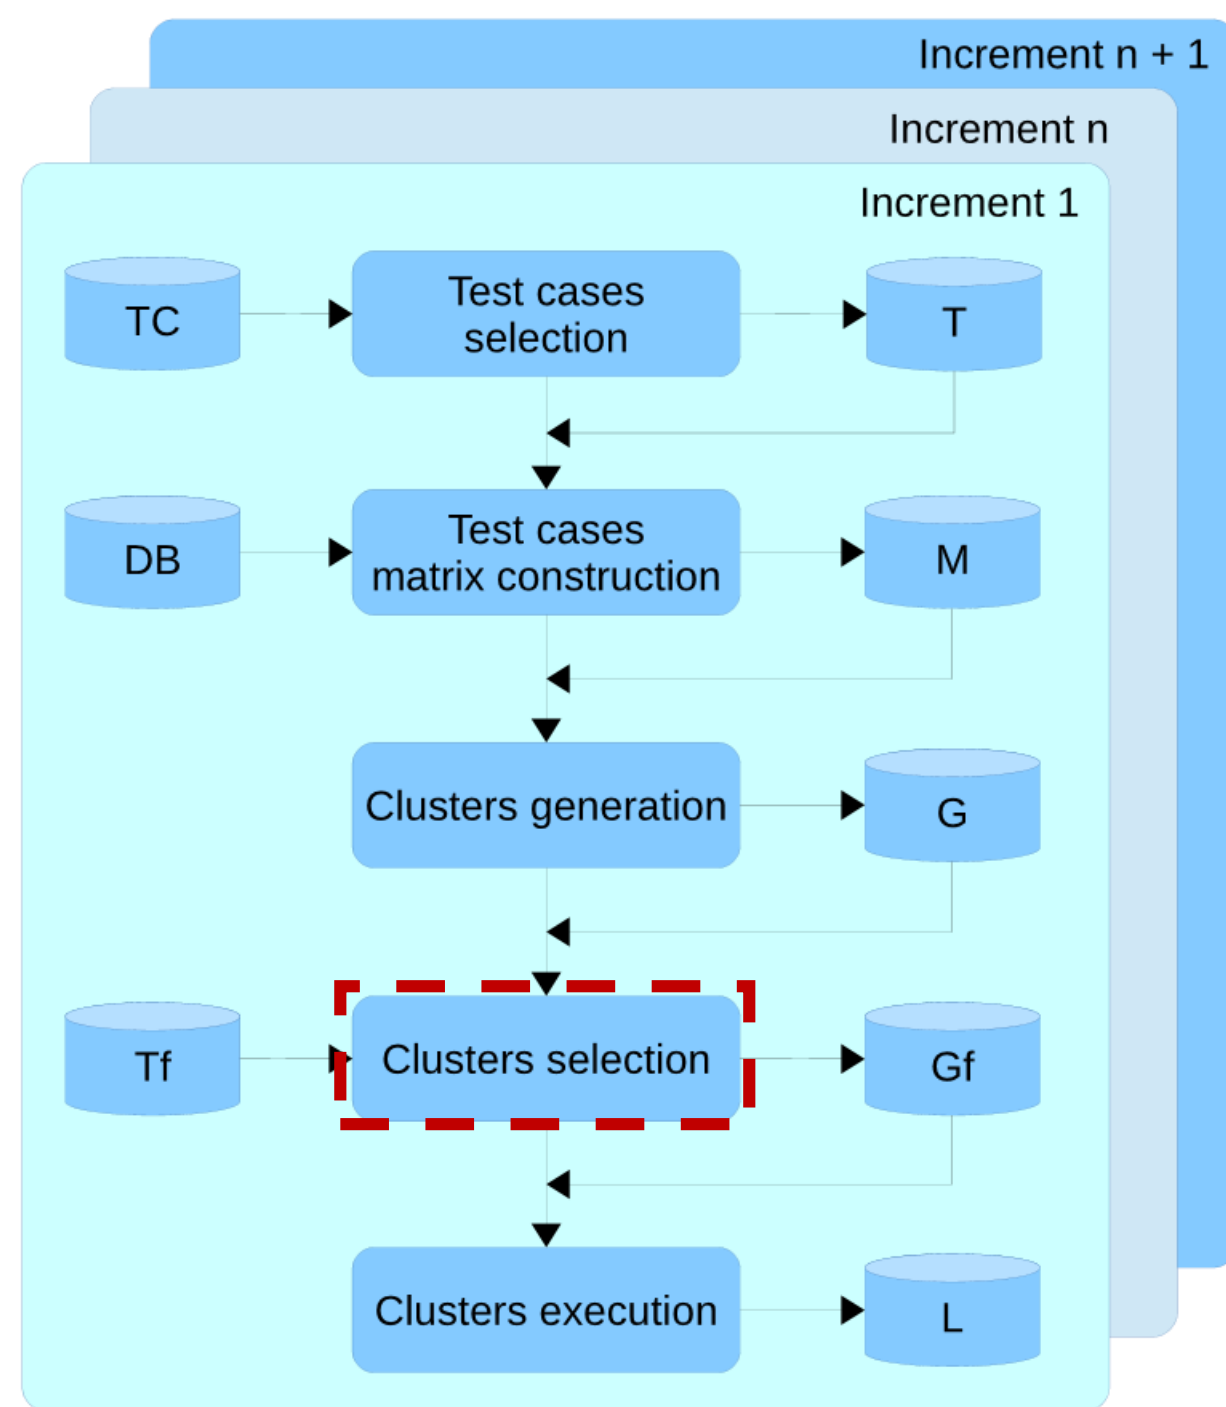 Increment n + 1
Increment n
Increment 1
TC
Test cases
selection
T
DB
Test cases
matrix construction
M
Clusters generation
G
Tf
Clusters selection
Gf
Clusters execution
L